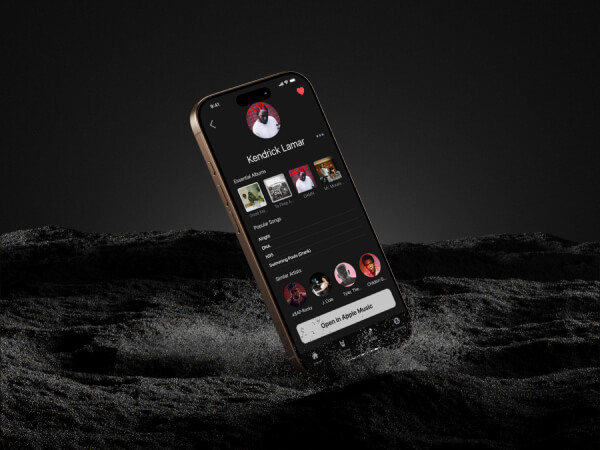 9:41
Kendrick Lamar
Essential Albums
Good Kid...
To Pimp A...
DAMN.
Mr. Morale...
Popular Songs
Alright
DNA.
N95
Swimming Pools (Drank)
Similar Artists
A$AP Rocky
J. Cole
Tyler, The...
Childish G...
Open in Apple Music